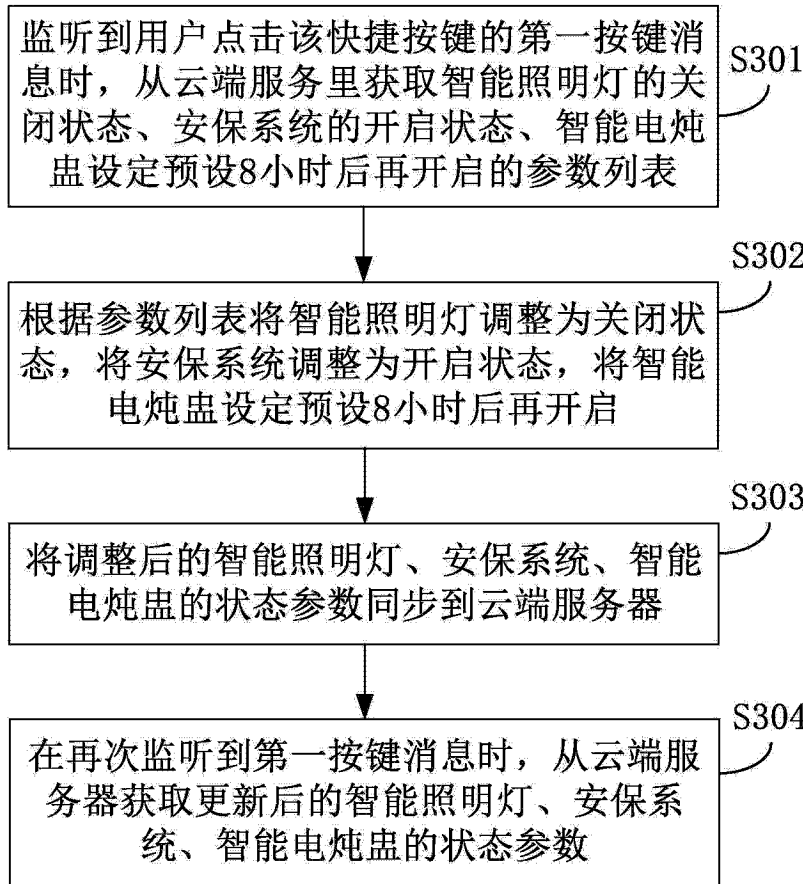 监听到用户点击该快捷按键的第一按键消
息时，从云端服务里获取智能照明灯的关
闭状态、安保系统的开启状态、智能电炖
盅设定预设8小时后再开启的参数列表
S301
根据参数列表将智能照明灯调整为关闭状
态，将安保系统调整为开启状态，将智能
电炖盅设定预设8小时后再开启
S302
将调整后的智能照明灯、安保系统、智能
电炖盅的状态参数同步到云端服务器
S303
在再次监听到第一按键消息时，从云端服
务器获取更新后的智能照明灯、安保系
统、智能电炖盅的状态参数
S304